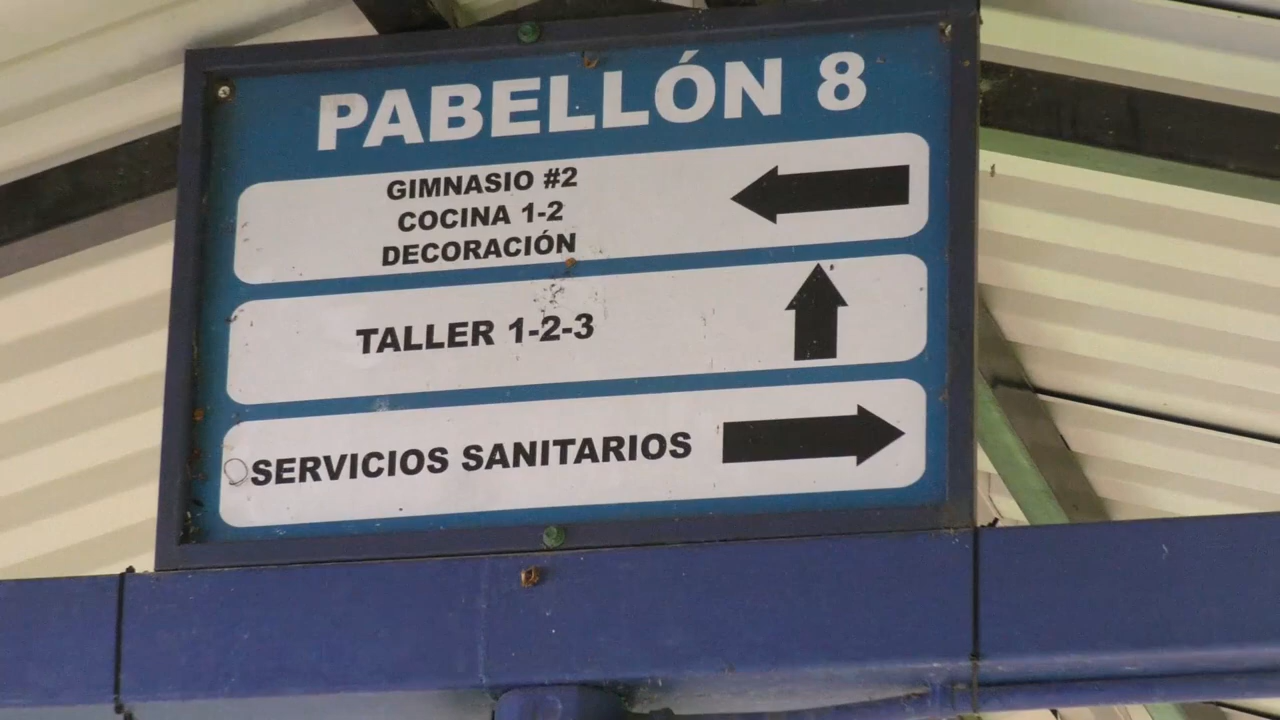 PABELLÓN 8
GIMNASIO #2
COCINA 1-2
DECORACIÓN
TALLER 1-2-3
SERVICIOS SANITARIOS